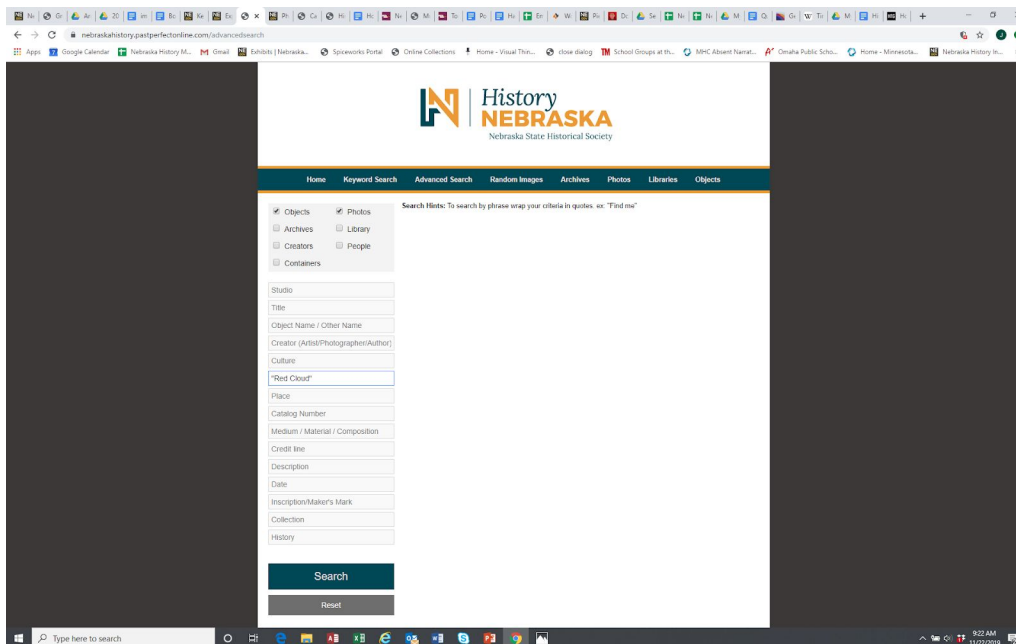 nebraskahistory.pastperfectonline.com/advancedsearch
Apps Google Calendar Nebraska History M... Gmail Exhibits | Nebraska... Spiceworks Portal Online Collections Home - Visual Thin... close dialog School Groups at th... MHC Absent Narrat... Omaha Public Scho... Home - Minnesota... Nebraska History In...
History
NEBRASKA
Nebraska State Historical Society
Home Keyword Search Advanced Search Random Images Archives Photos Libraries Objects
Search Hints: To search by phrase wrap your criteria in quotes. ex: "Find me"
Objects Photos
Archives Library
Creators People
Containers
Studio
Title
Object Name / Other Name
Creator (Artist/Photographer/Author)
Culture
"Red Cloud"
Place
Catalog Number
Medium / Material / Composition
Credit line
Description
Date
Inscription/Maker's Mark
Collection
History
Search
Reset
Type here to search
9:22 AM
11/22/2019